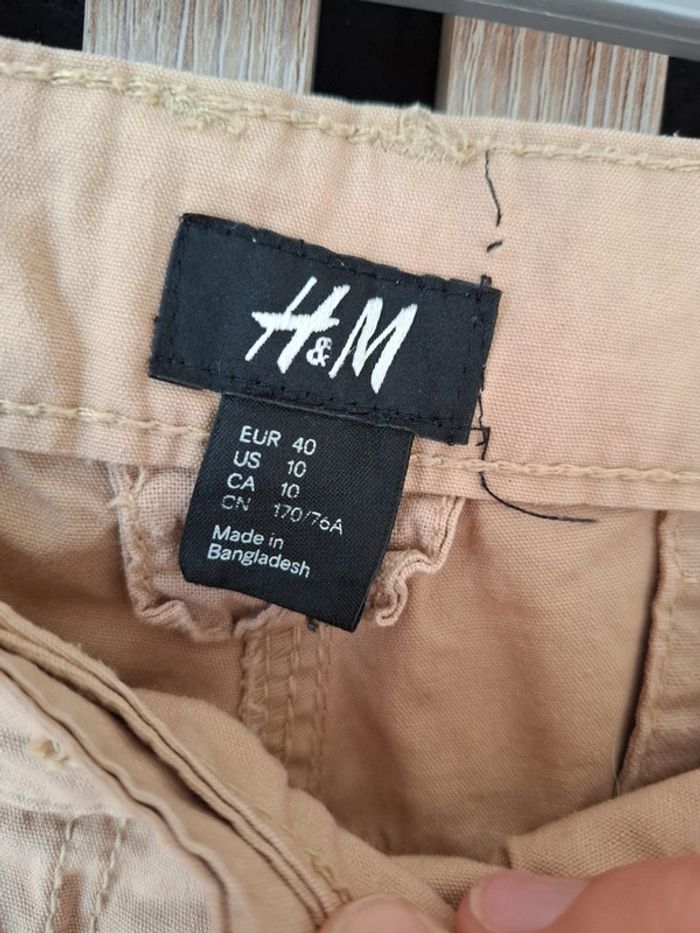 H&M
EUR 40
US 10
CA 10
CN 170/76A
Made in
Bangladesh